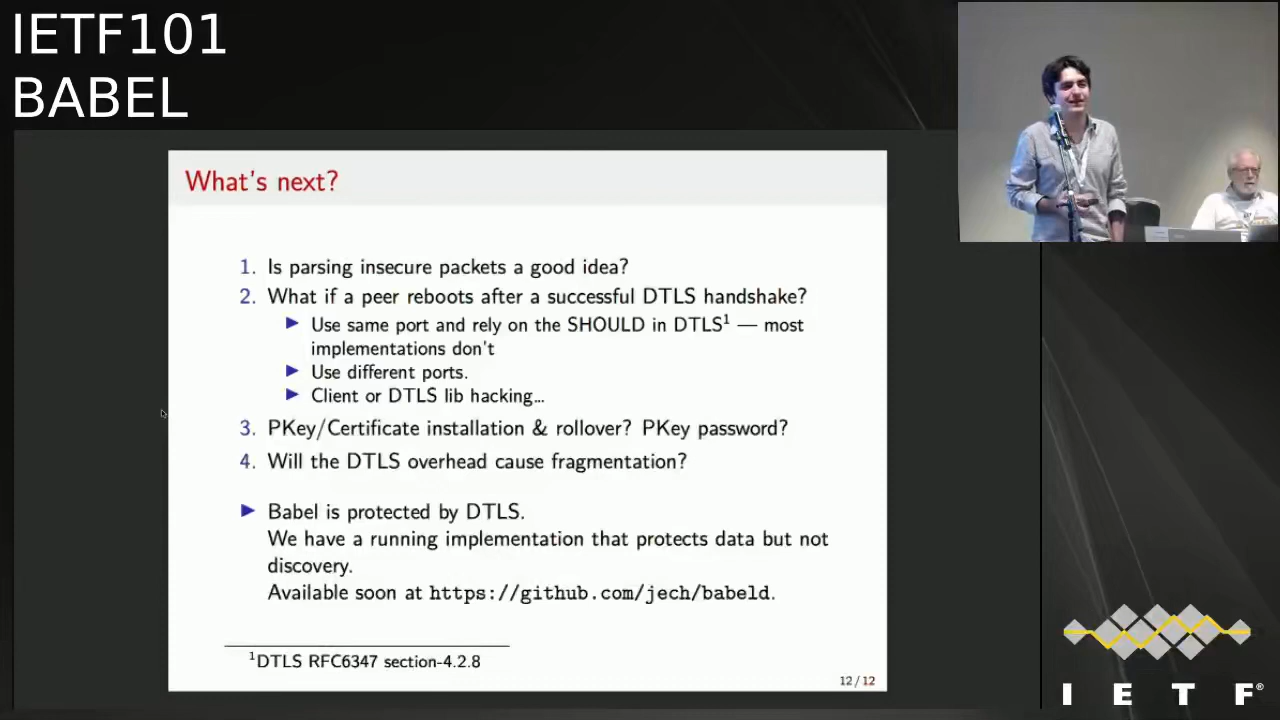 IETF101
BABEL
What's next?
1. Is parsing insecure packets a good idea?
2. What if a peer reboots after a successful DTLS handshake?
▶ Use same port and rely on the SHOULD in DTLS¹ — most
implementations don't
▶ Use different ports.
▶ Client or DTLS lib hacking…
3. PKey/Certificate installation & rollover? PKey password?
4. Will the DTLS overhead cause fragmentation?
▶ Babel is protected by DTLS.
We have a running implementation that protects data but not
discovery.
Available soon at https://github.com/jech/babeld.
¹DTLS RFC6347 section-4.2.8
12/12
I E T F®